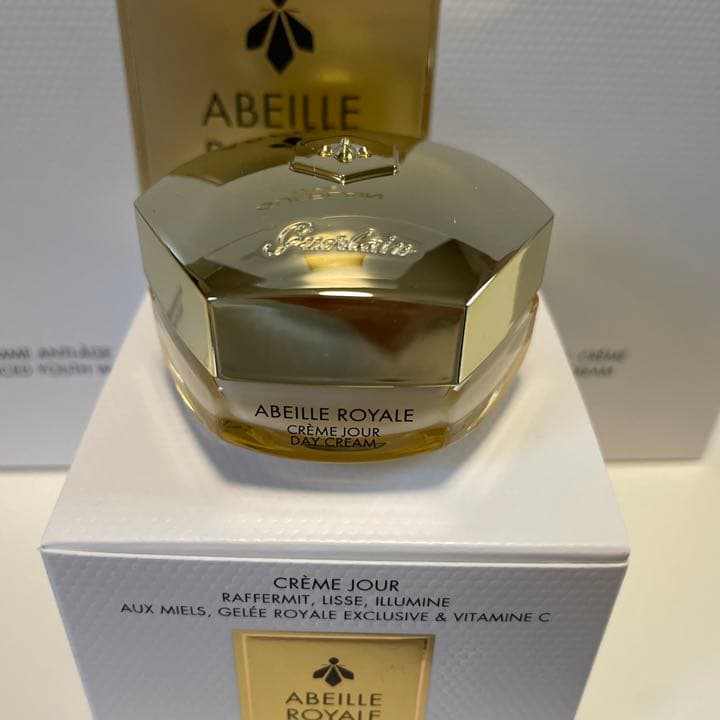 ABEILLE
Guerlain
ABEILLE ROYALE
CRÈME JOUR
DAY CREAM
CRÈME
CRÈME JOUR
RAFFERMIT, LISSE, ILLUMINE
AUX MIELS, GELÉE ROYALE EXCLUSIVE & VITAMINE C
ABEILLE
ROYALE